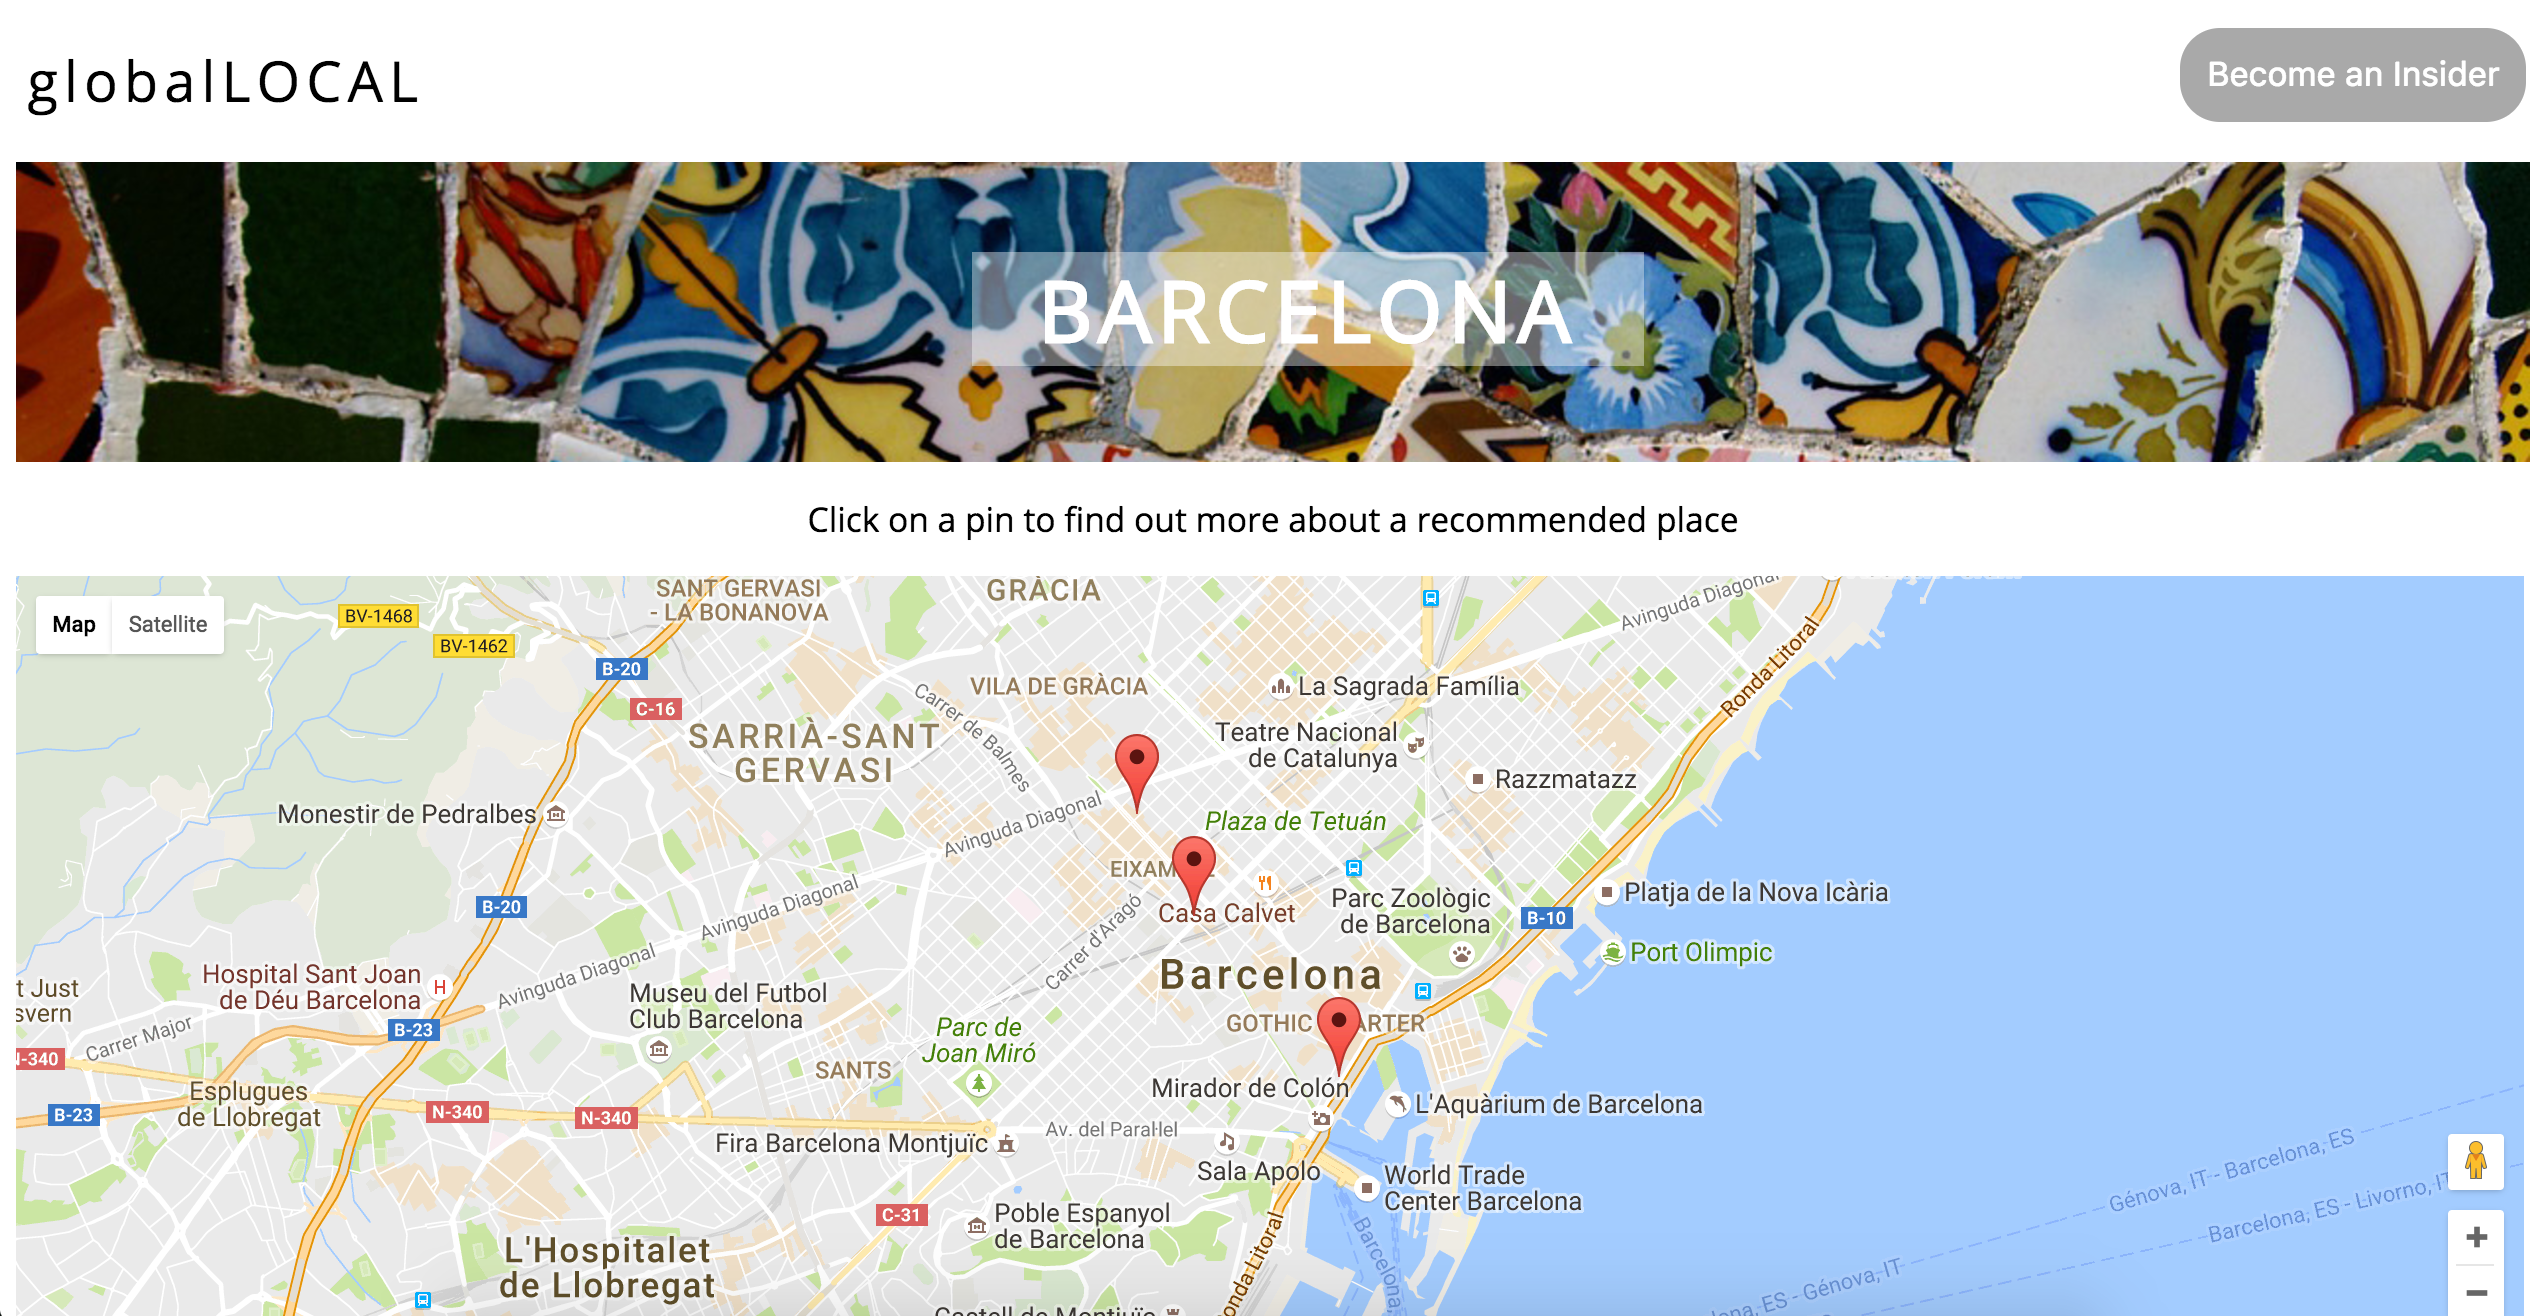 globalLOCAL
Become an Insider
BARCELONA
Click on a pin to find out more about a recommended place
Map
Satellite
BV-1468
BV-1462
B-20
C-16
SANT GERVASI
- LA BONANOVA
GRÀCIA
Avinguda Diagonal
Ronda Litoral
VILA DE GRÀCIA
La Sagrada Família
Carrer de Balmes
SARRIÀ-SANT
GERVASI
Teatre Nacional
de Catalunya
Razzmatazz
Monestir de Pedralbes
Avinguda Diagonal
Plaza de Tetuán
Casa Calvet
Carrer d'Aragó
Parc Zoològic
de Barcelona
Platja de la Nova Icària
B-10
Port Olimpic
B-20
Avinguda Diagonal
Avinguda Diagonal
Barcelona
Hospital Sant Joan
de Déu Barcelona
H
t Just
svern
Carrer Major
B-23
Museu del Futbol
Club Barcelona
Parc de
Joan Miró
GOTHIC
ARTER
N-340
SANTS
Mirador de Colón
L'Aquàrium de Barcelona
Esplugues
de Llobregat
B-23
N-340
N-340
Fira Barcelona Montjuïc
Av. del Paral·lel
Sala Apolo
World Trade
Center Barcelona
C-31
Poble Espanyol
de Barcelona
L'Hospitalet
de Llobregat
onda Litoral
Barcelona
Génova, IT - Barcelona, ES
Barcelona, ES - Livorno, IT
ona, ES - Génova, IT
Castell de Montjuïc